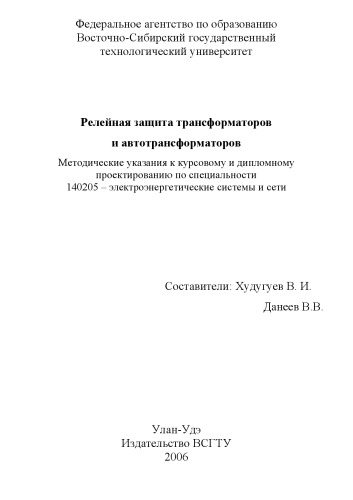 Федеральное агентство по образованию
Восточно-Сибирский государственный
технологический университет
Релейная защита трансформаторов
и автотрансформаторов
Методические указания к курсовому и дипломному
проектированию по специальности
140205 – электроэнергетические системы и сети
Составители: Худугуев В. И.
Данеев В.В.
Улан-Удэ
Издательство ВСГТУ
2006